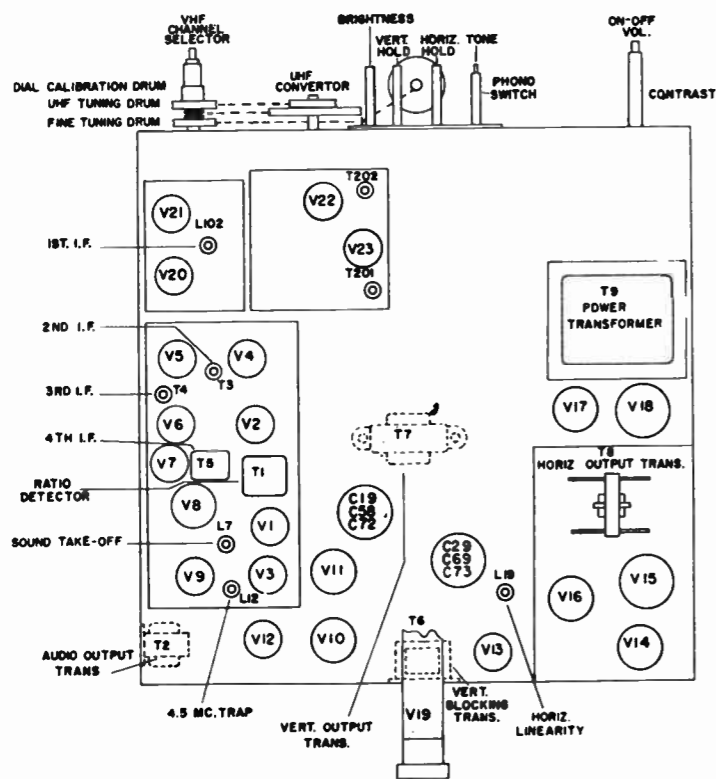 VHF
CHANNEL
SELECTOR
BRIGHTNESS
VERT.
HOLD
HORIZ.
HOLD
TONE
ON-OFF
VOL.
DIAL CALIBRATION DRUM
UHF
CONVERTOR
PHONO
SWITCH
CONTRAST
UHF TUNING DRUM
FINE TUNING DRUM
V21
L102
V22
T202
1ST. I.F.
V20
V23
T201
T9
POWER
TRANSFORMER
2ND I.F.
V5
V4
T3
3RD I.F.
T4
V17
V18
V6
V2
T7
4TH I.F.
V7
T5
T1
T8
HORIZ OUTPUT TRANS.
RATIO
DETECTOR
V8
C19
C58
C72
L7
V1
SOUND TAKE-OFF
C29
C69
C73
V9
V3
L12
V11
L19
V16
V15
T2
V12
V10
T6
V13
V14
AUDIO OUTPUT
TRANS
4.5 MC. TRAP
VERT. OUTPUT
TRANS.
V19
VERT.
BLOCKING
TRANS.
HORIZ.
LINEARITY